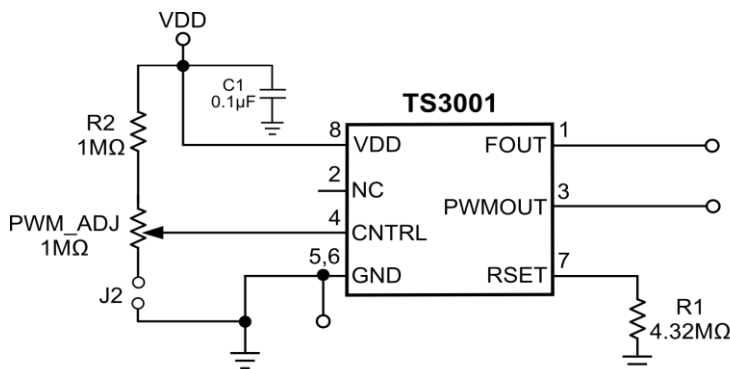 VDD
C1
0.1µF
TS3001
R2
1MΩ
8
VDD
FOUT
1
2
NC
PWMOUT
3
PWM_ADJ
1MΩ
4
CNTRL
5,6
GND
RSET
7
J2
R1
4.32MΩ